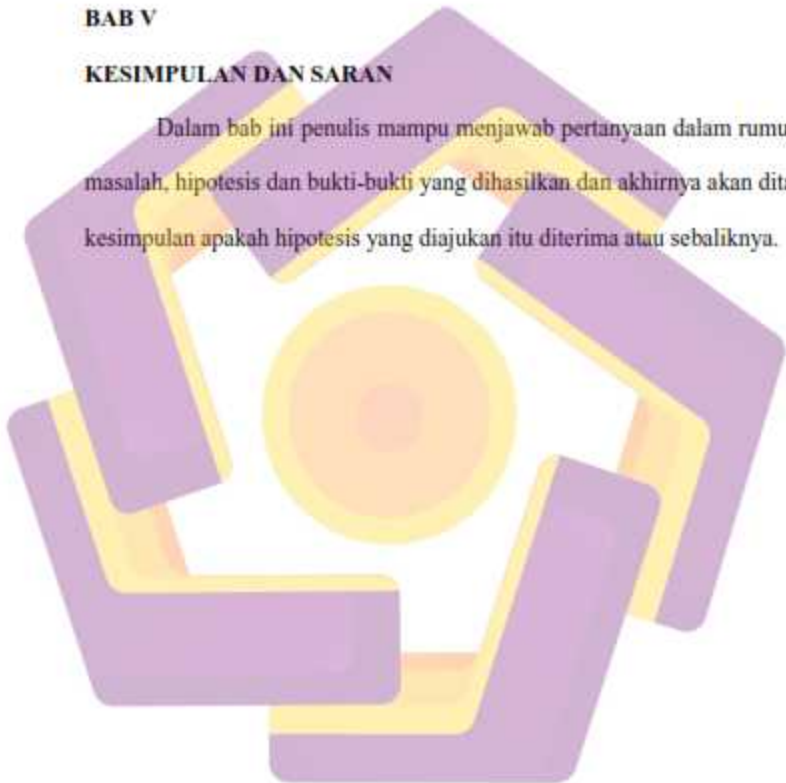 BAB V
KESIMPULAN DAN SARAN
Dalam bab ini penulis mampu menjawab pertanyaan dalam
masalah, hipotesis dan bukti-bukti yang dihasilkan dan akhirnya akan
kesimpulan apakah hipotesis yang diajukan itu diterima atau sebaliknya.